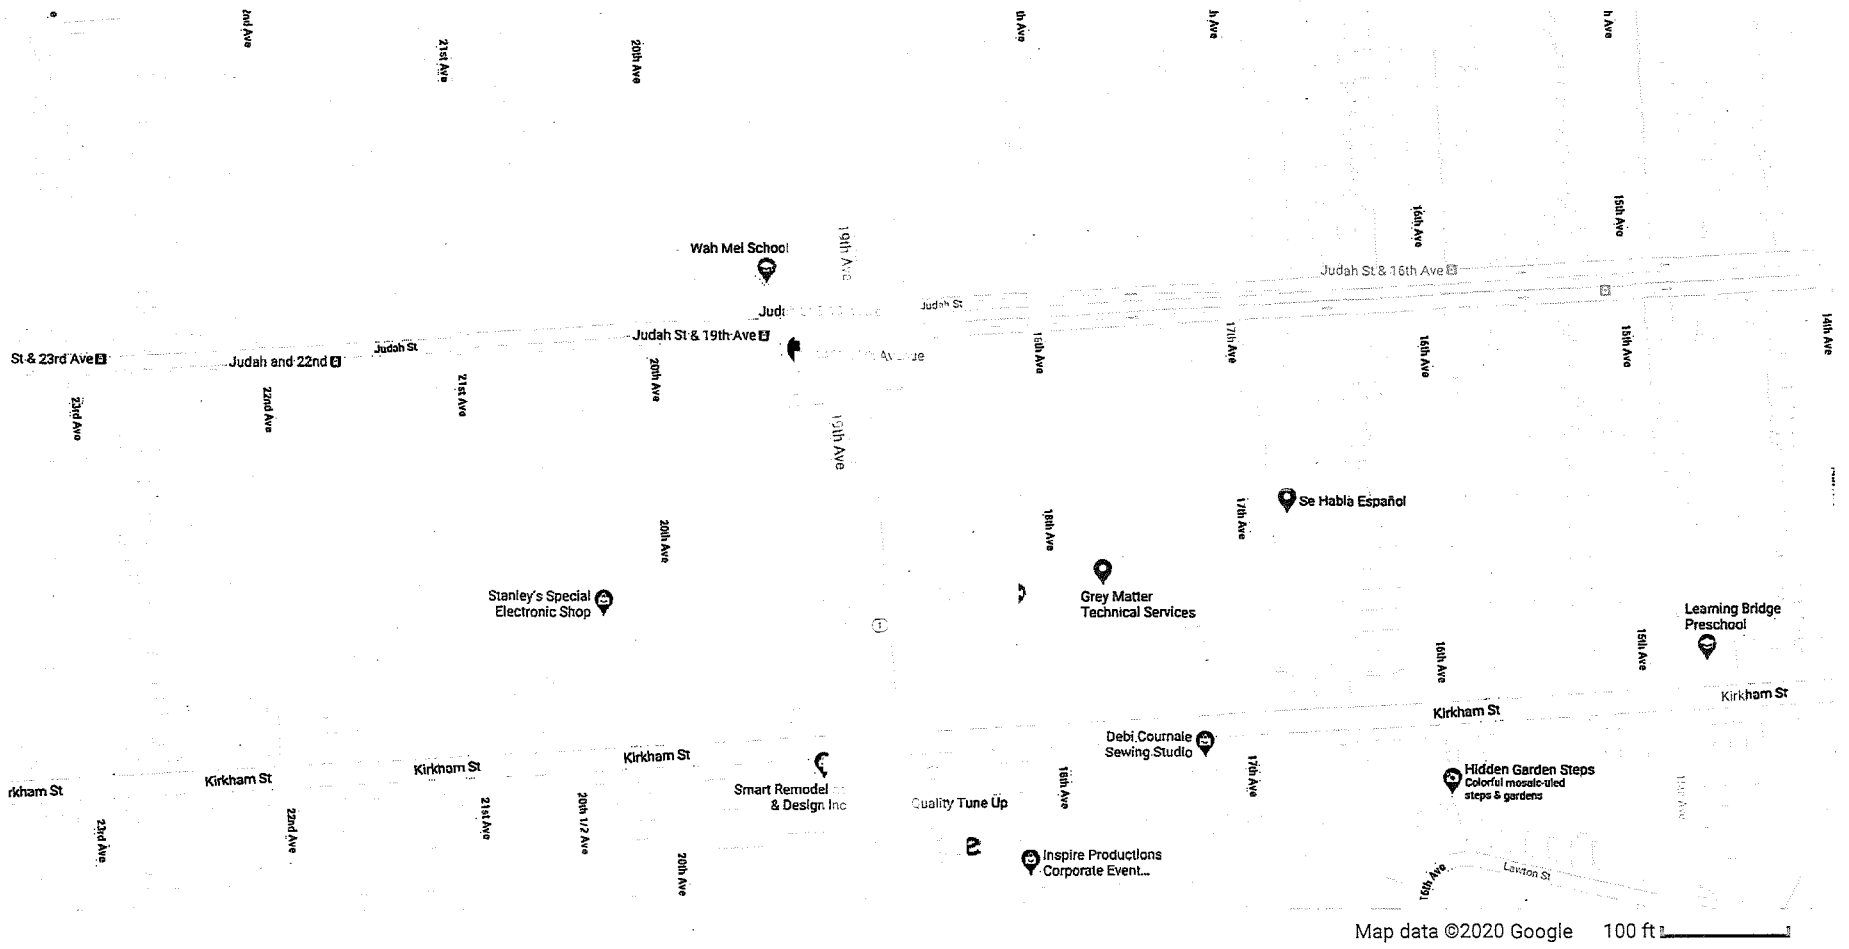 2nd Ave
21st Ave
20th Ave
th Ave
h Ave
h Ave
16th Ave
15th Ave
Wah Mei School
19th Ave
Judah St & 16th Ave
Judah St
Judah St & 19th Ave
Judah St
St & 23rd Ave
Judah and 22nd
23rd Ave
22nd Ave
21st Ave
20th Ave
18th Ave
17th Ave
16th Ave
15th Ave
14th Ave
19th Ave
Se Habla Español
20th Ave
18th Ave
17th Ave
Stanley's Special
Electronic Shop
Grey Matter
Technical Services
Learning Bridge
Preschool
1
16th Ave
15th Ave
Kirkham St
Kirkham St
Debi Cournale
Sewing Studio
Kirkham St
Kirkham St
Kirkham St
rkham St
Smart Remodel
& Design Inc
Quality Tune Up
18th Ave
17th Ave
Hidden Garden Steps
Colorful mosaic-tiled
steps & gardens
15th Ave
23rd Ave
22nd Ave
21st Ave
20th 1/2 Ave
20th Ave
Inspire Productions
Corporate Event...
16th Ave
Lawton St
Map data ©2020 Google 100 ft